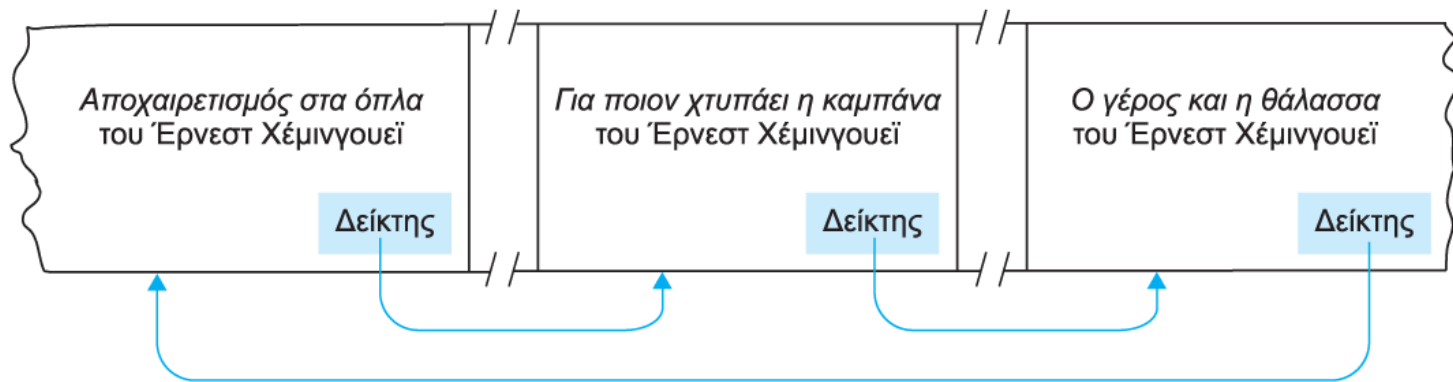 Αποχαιρετισμός στα όπλα
του Έρνεστ Χέμινγουεϊ
Δείκτης
Για ποιον χτυπάει η καμπάνα
του Έρνεστ Χέμινγουεϊ
Δείκτης
Ο γέρος και η θάλασσα
του Έρνεστ Χέμινγουεϊ
Δείκτης